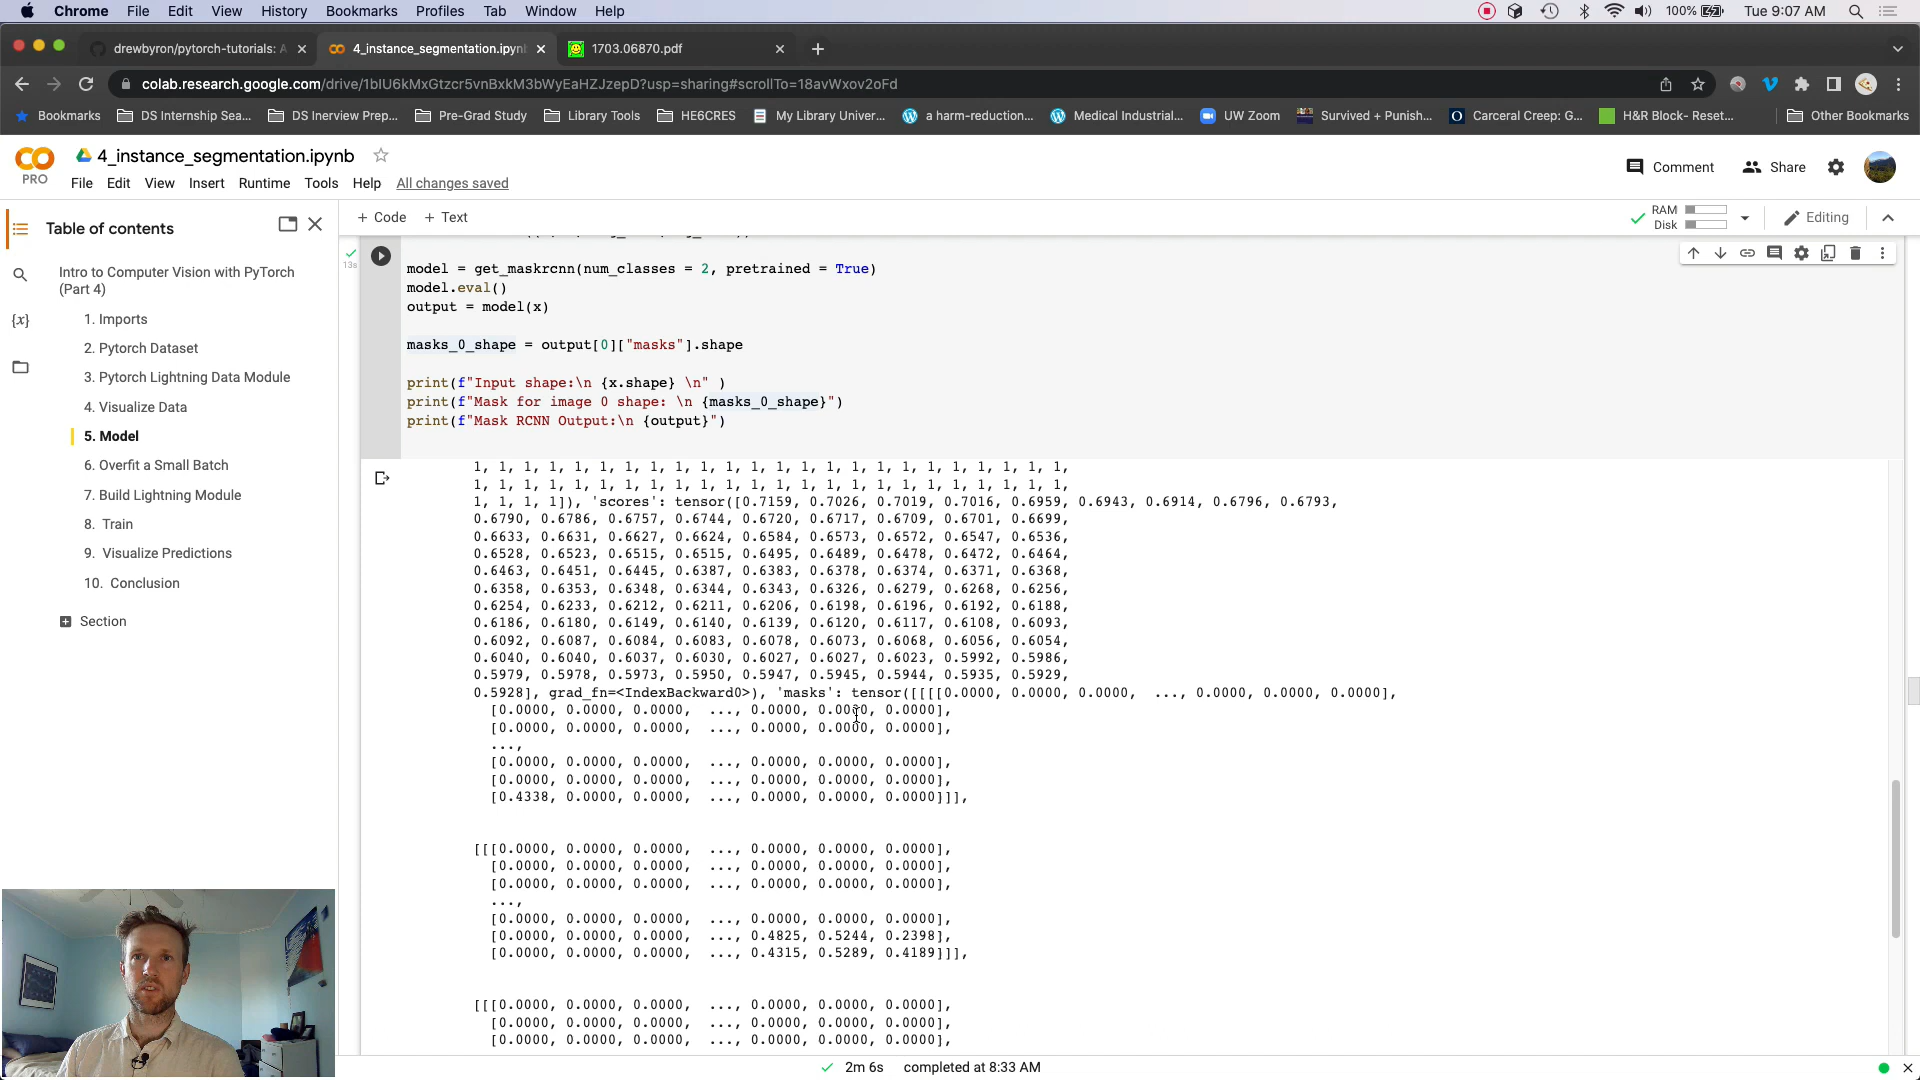 Chrome File Edit View History Bookmarks Profiles Tab Window Help 100% Tue 9:07 AM
drewbyron/pytorch-tutorials: A 4_instance_segmentation.ipyn 1703.06870.pdf
colab.research.google.com/drive/1bIU6kMxGtzcr5vnBxkM3bWyEaHZJzepD?usp=sharing#scrollTo=18avWxov2oFd
Bookmarks DS Internship Sea... DS Inerview Prep... Pre-Grad Study Library Tools HE6CRES My Library Univer... a harm-reduction... Medical Industrial... UW Zoom Survived + Punish... Carceral Creep: G... H&R Block- Reset... Other Bookmarks
4_instance_segmentation.ipynb
PRO
Comment Share
File Edit View Insert Runtime Tools Help All changes saved
+ Code + Text
RAM
Disk
Editing
Table of contents
Intro to Computer Vision with PyTorch
(Part 4)
1. Imports
2. Pytorch Dataset
3. Pytorch Lightning Data Module
4. Visualize Data
5. Model
6. Overfit a Small Batch
7. Build Lightning Module
8. Train
9. Visualize Predictions
10. Conclusion
Section
{x}
13s
model = get_maskrcnn(num_classes = 2, pretrained = True)
model.eval()
output = model(x)
masks_0_shape = output[0]["masks"].shape
print(f"Input shape:\n {x.shape} \n" )
print(f"Mask for image 0 shape: \n {masks_0_shape}")
print(f"Mask RCNN Output:\n {output}")
1, 1, 1, 1, 1, 1, 1, 1, 1, 1, 1, 1, 1, 1, 1, 1, 1, 1, 1, 1, 1, 1, 1, 1,
1, 1, 1, 1, 1, 1, 1, 1, 1, 1, 1, 1, 1, 1, 1, 1, 1, 1, 1, 1, 1, 1, 1, 1,
1, 1, 1, 1]), 'scores': tensor([0.7159, 0.7026, 0.7019, 0.7016, 0.6959, 0.6943, 0.6914, 0.6796, 0.6793,
0.6790, 0.6786, 0.6757, 0.6744, 0.6720, 0.6717, 0.6709, 0.6701, 0.6699,
0.6633, 0.6631, 0.6627, 0.6624, 0.6584, 0.6573, 0.6572, 0.6547, 0.6536,
0.6528, 0.6523, 0.6515, 0.6515, 0.6495, 0.6489, 0.6478, 0.6472, 0.6464,
0.6463, 0.6451, 0.6445, 0.6387, 0.6383, 0.6378, 0.6374, 0.6371, 0.6368,
0.6358, 0.6353, 0.6348, 0.6344, 0.6343, 0.6326, 0.6279, 0.6268, 0.6256,
0.6254, 0.6233, 0.6212, 0.6211, 0.6206, 0.6198, 0.6196, 0.6192, 0.6188,
0.6186, 0.6180, 0.6149, 0.6140, 0.6139, 0.6120, 0.6117, 0.6108, 0.6093,
0.6092, 0.6087, 0.6084, 0.6083, 0.6078, 0.6073, 0.6068, 0.6056, 0.6054,
0.6040, 0.6040, 0.6037, 0.6030, 0.6027, 0.6027, 0.6023, 0.5992, 0.5986,
0.5979, 0.5978, 0.5973, 0.5950, 0.5947, 0.5945, 0.5944, 0.5935, 0.5929,
0.5928], grad_fn=<IndexBackward0>), 'masks': tensor([[[[0.0000, 0.0000, 0.0000, ..., 0.0000, 0.0000, 0.0000],
[0.0000, 0.0000, 0.0000, ..., 0.0000, 0.0000, 0.0000],
[0.0000, 0.0000, 0.0000, ..., 0.0000, 0.0000, 0.0000],
...,
[0.0000, 0.0000, 0.0000, ..., 0.0000, 0.0000, 0.0000],
[0.0000, 0.0000, 0.0000, ..., 0.0000, 0.0000, 0.0000],
[0.4338, 0.0000, 0.0000, ..., 0.0000, 0.0000, 0.0000]]],
[[[0.0000, 0.0000, 0.0000, ..., 0.0000, 0.0000, 0.0000],
[0.0000, 0.0000, 0.0000, ..., 0.0000, 0.0000, 0.0000],
[0.0000, 0.0000, 0.0000, ..., 0.0000, 0.0000, 0.0000],
...,
[0.0000, 0.0000, 0.0000, ..., 0.0000, 0.0000, 0.0000],
[0.0000, 0.0000, 0.0000, ..., 0.4825, 0.5244, 0.2398],
[0.0000, 0.0000, 0.0000, ..., 0.4315, 0.5289, 0.4189]]],
[[[0.0000, 0.0000, 0.0000, ..., 0.0000, 0.0000, 0.0000],
[0.0000, 0.0000, 0.0000, ..., 0.0000, 0.0000, 0.0000],
[0.0000, 0.0000, 0.0000, ..., 0.0000, 0.0000, 0.0000],
2m 6s completed at 8:33 AM